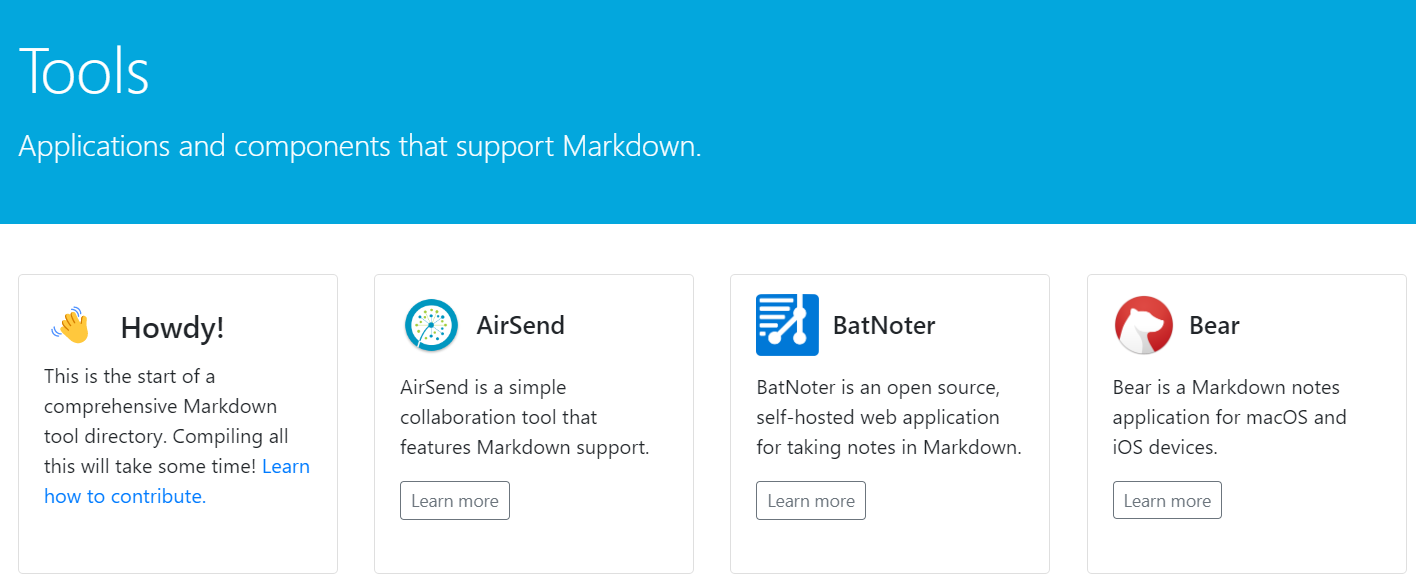 Tools
Applications and components that support Markdown.
Howdy!
This is the start of a
comprehensive Markdown
tool directory. Compiling all
this will take some time! Learn
how to contribute.
AirSend
AirSend is a simple
collaboration tool that
features Markdown support.
Learn more
BatNoter
BatNoter is an open source,
self-hosted web application
for taking notes in Markdown.
Learn more
Bear
Bear is a Markdown notes
application for macOS and
iOS devices.
Learn more